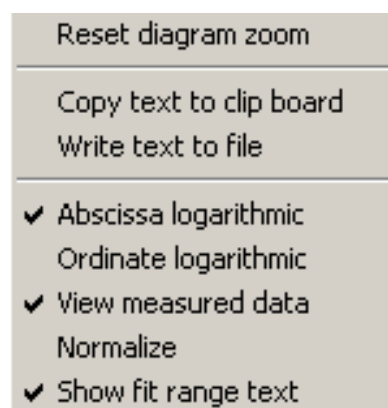 Reset diagram zoom
Copy text to clip board
Write text to file
Abscissa logarithmic
Ordinate logarithmic
View measured data
Normalize
Show fit range text